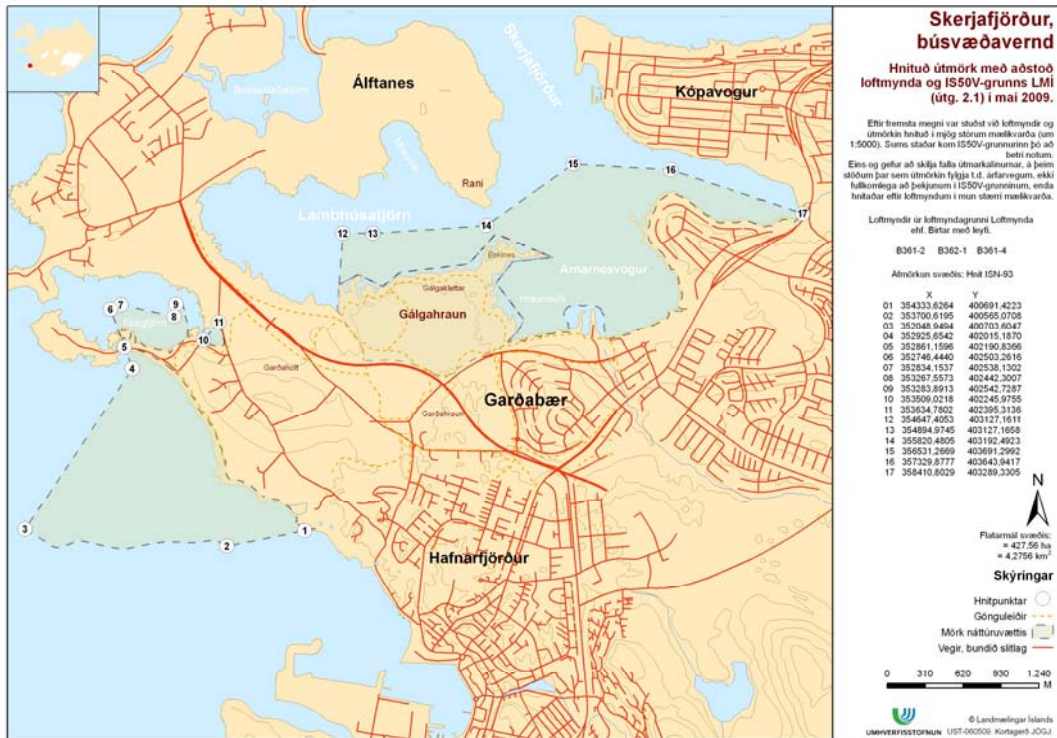 Skerjafjörður,
búsvæðavernd
Hnituð útmörk með aðstoð
loftmynda og IS50V-grunns LMÍ
(útg. 2.1) í maí 2009.
Eftir fremsta megni var stuðst við loftmyndir og
útmörkin hnituð í mjög stórum mælikvarða (um
1:5000). Sums staðar kom IS50V-grunnurinn þó að
betri notum.
Eins og gefur að skilja falla útmarkalínurnar, á þeim
stöðum þar sem útmörkin fylgja t.d. árfarvegum, ekki
fullkomlega að þekjunum í IS50V-grunninum, enda
hnitaðar eftir loftmyndum í mun stærri mælikvarða.
Loftmyndir úr loftmyndagrunni Loftmynda
ehf. Birtar með leyfi.
B361-2 B362-1 B361-4
Afmörkun svæðis: Hnit ISN-93
X Y
01 354333,6264 400691,4223
02 353700,6195 400565,0708
03 352048,9494 400703,6047
04 352925,6542 402015,1870
05 352861,1596 402190,8366
06 352746,4440 402503,2616
07 352834,1537 402538,1302
08 353267,5573 402442,3007
09 353283,8913 402542,7287
10 353509,0218 402245,9755
11 353634,7802 402395,3136
12 354647,4053 403127,1611
13 354894,9745 403127,1658
14 355820,4805 403192,4923
15 356531,2669 403691,2992
16 357329,8777 403643,9417
17 358410,8029 403289,3305
N
Flatarmál svæðis:
= 427,56 ha
= 4,2756 km²
Skýringar
Hnitpunktar
Gönguleiðir
Mörk náttúruvættis
Vegir, bundið slitlag
0 310 620 930 1.240
M
UMHVERFISSTOFNUN
© Landmælingar Íslands
UST-060509. Kortagerð JÓGJ.
Álftanes
Bessastaðatjörn
Skerjafjörður
Kópavogur
Rani
Lambhúsatjörn
15
16
17
14
12
13
Eskines
Arnarnesvogur
Gálgaklettar
Gálgahraun
Hraunsvík
7
6
9
8
Skógtjörn
11
10
5
4
Garðaholt
Garðahraun
Garðabær
3
2
1
Hafnarfjörður